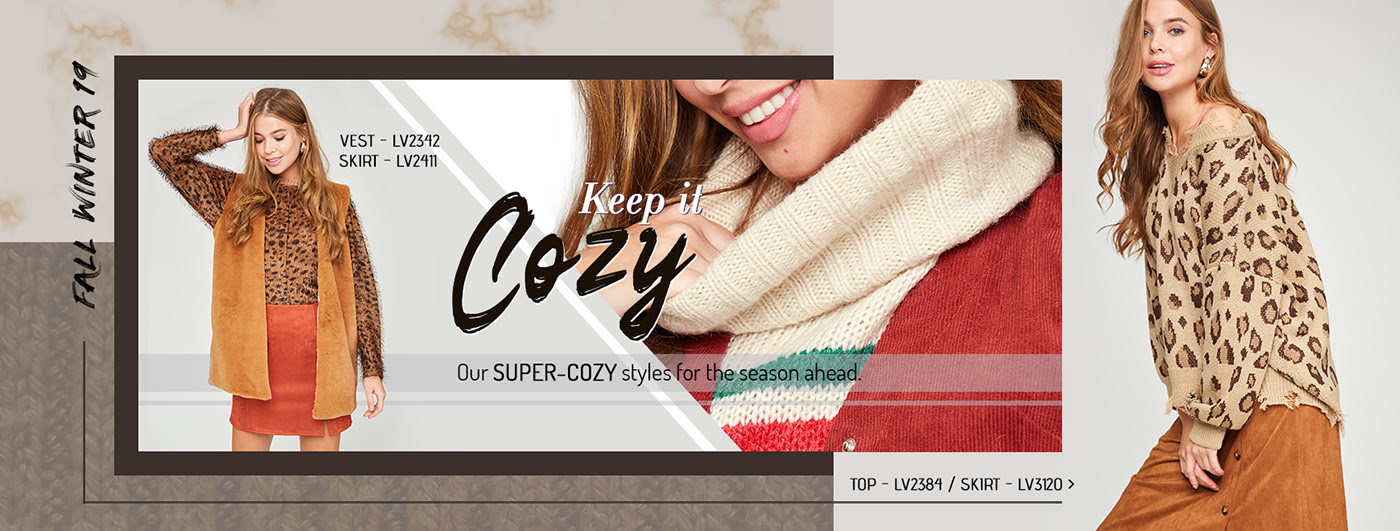 FALL WINTER 19
VEST - LV2342
SKIRT - LV2411
Keep it
Cozy
Our SUPER-COZY styles for the season ahead.
TOP - LV2384 / SKIRT - LV3120 >